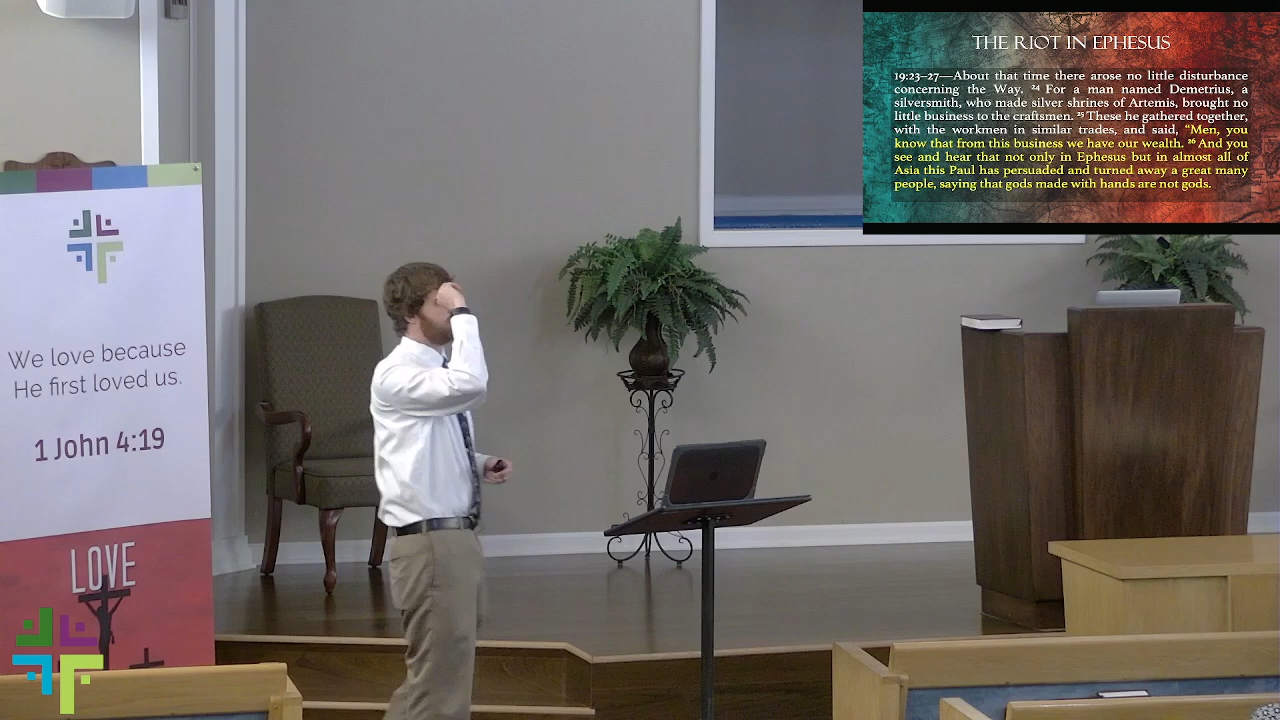 THE RIOT IN EPHESUS
19:23–27—About that time there arose no little disturbance
concerning the Way. 24 For a man named Demetrius, a
silversmith, who made silver shrines of Artemis, brought no
little business to the craftsmen. 25 These he gathered together,
with the workmen in similar trades, and said, “Men, you
know that from this business we have our wealth. 26 And you
see and hear that not only in Ephesus but in almost all of
Asia this Paul has persuaded and turned away a great many
people, saying that gods made with hands are not gods.
We love because
He first loved us.
1 John 4:19
LOVE